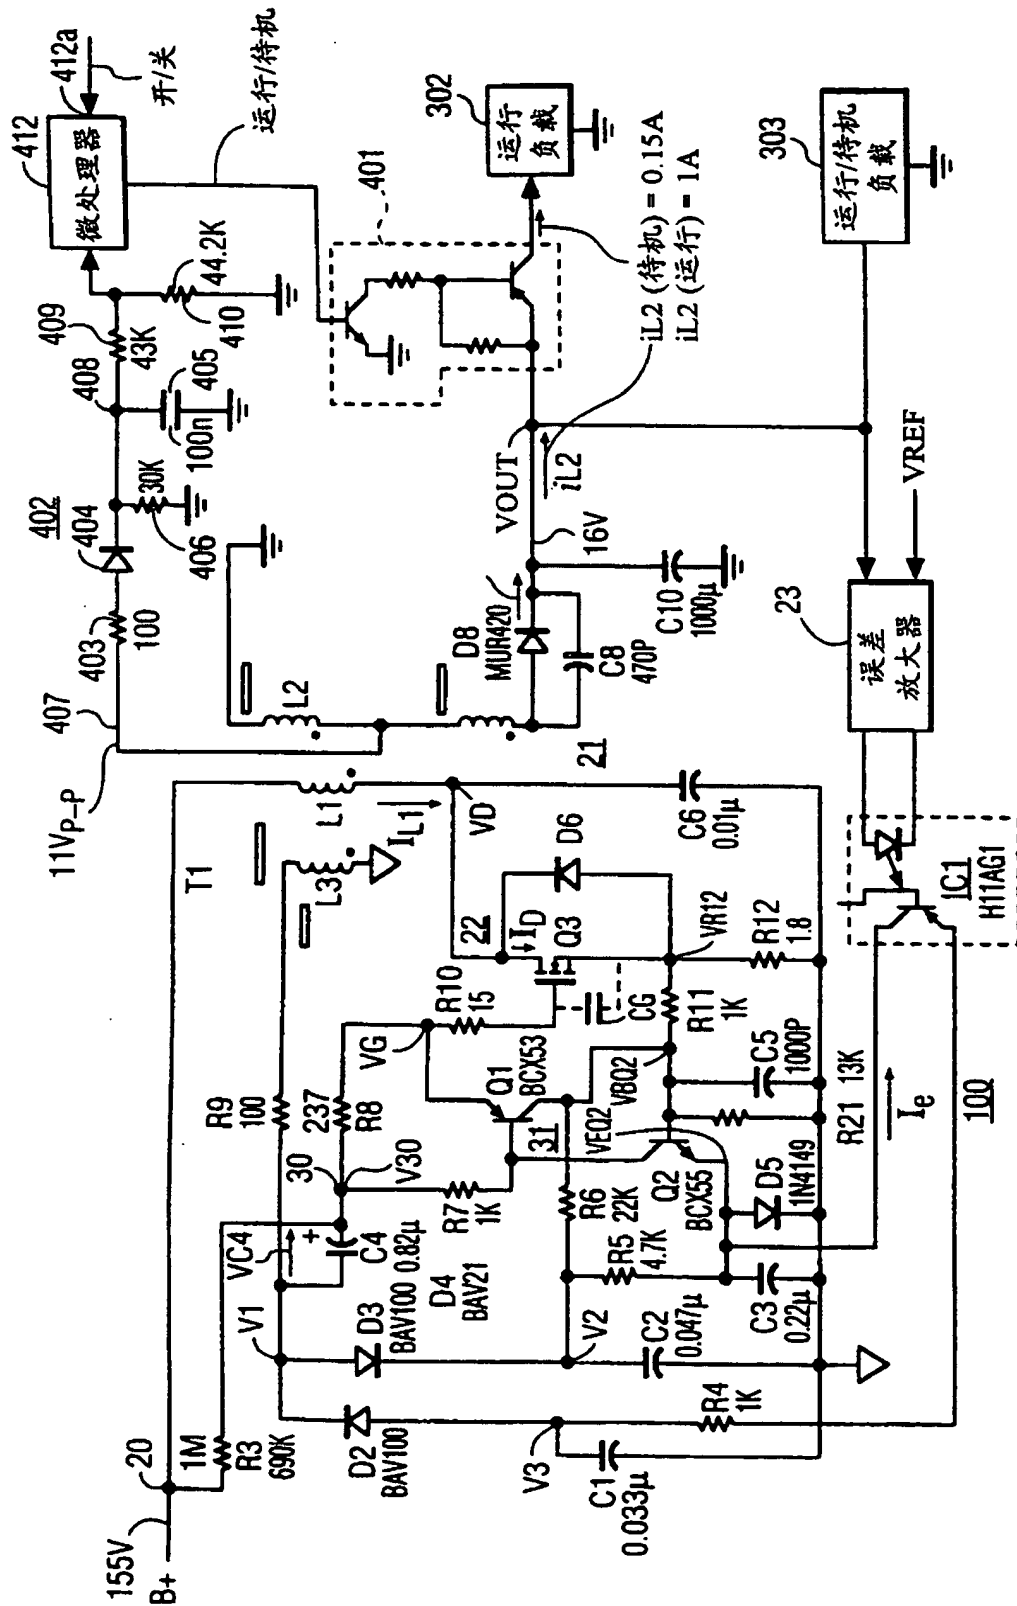 155V
B+
20
1M
R3
690K
11VP-P
407
403
100
402
404
30K
406
408
100n
405
409
43K
44.2K
410
412
412a
微处理器
开/关
运行/待机
401
302
运行
负载
iL2 (待机) = 0.15A
iL2 (运行) = 1A
303
运行/待机
负载
T1
L2
L1
L3
IL1
VD
21
D8
MUR420
C8
470P
VOUT
iL2
16V
C10
1000µ
C6
0.01µ
23
误差
放大器
VREF
IC1
H11AG1
V1
VC4
+
C4
0.82µ
30
V30
R9
100
237
R8
VG
R10
15
22
ID
Q3
D6
CG
VR12
R12
1.8
R11
1K
Q1
BCX53
31
VEQ2
VBQ2
C5
1000P
R7
1K
R6
22K
Q2
BCX55
R21
13K
Ie
100
D5
1N4149
D3
BAV100
D4
BAV21
R5
4.7K
V2
C2
0.047µ
C3
0.22µ
D2
BAV100
V3
R4
1K
C1
0.033µ